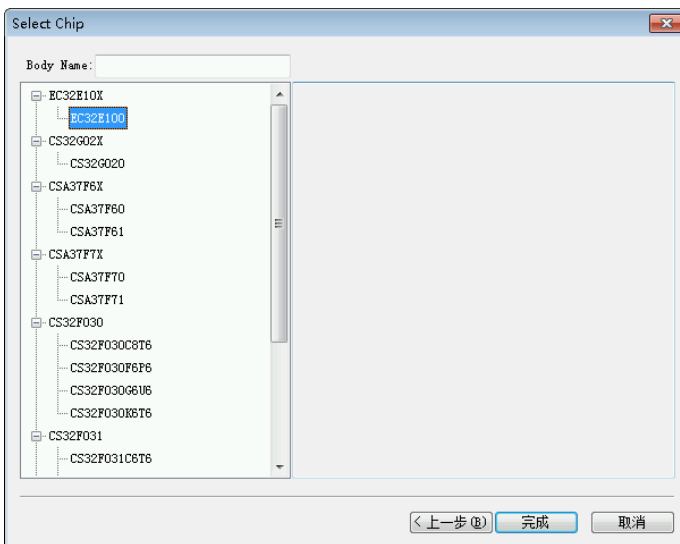 Select Chip
Body Name:
EC32E10X
EC32E100
CS32G02X
CS32G020
CSA37F6X
CSA37F60
CSA37F61
CSA37F7X
CSA37F70
CSA37F71
CS32F030
CS32F030C8T6
CS32F030F6P6
CS32F030G6U6
CS32F030K6T6
CS32F031
CS32F031C6T6
<上一步(B) 完成 取消